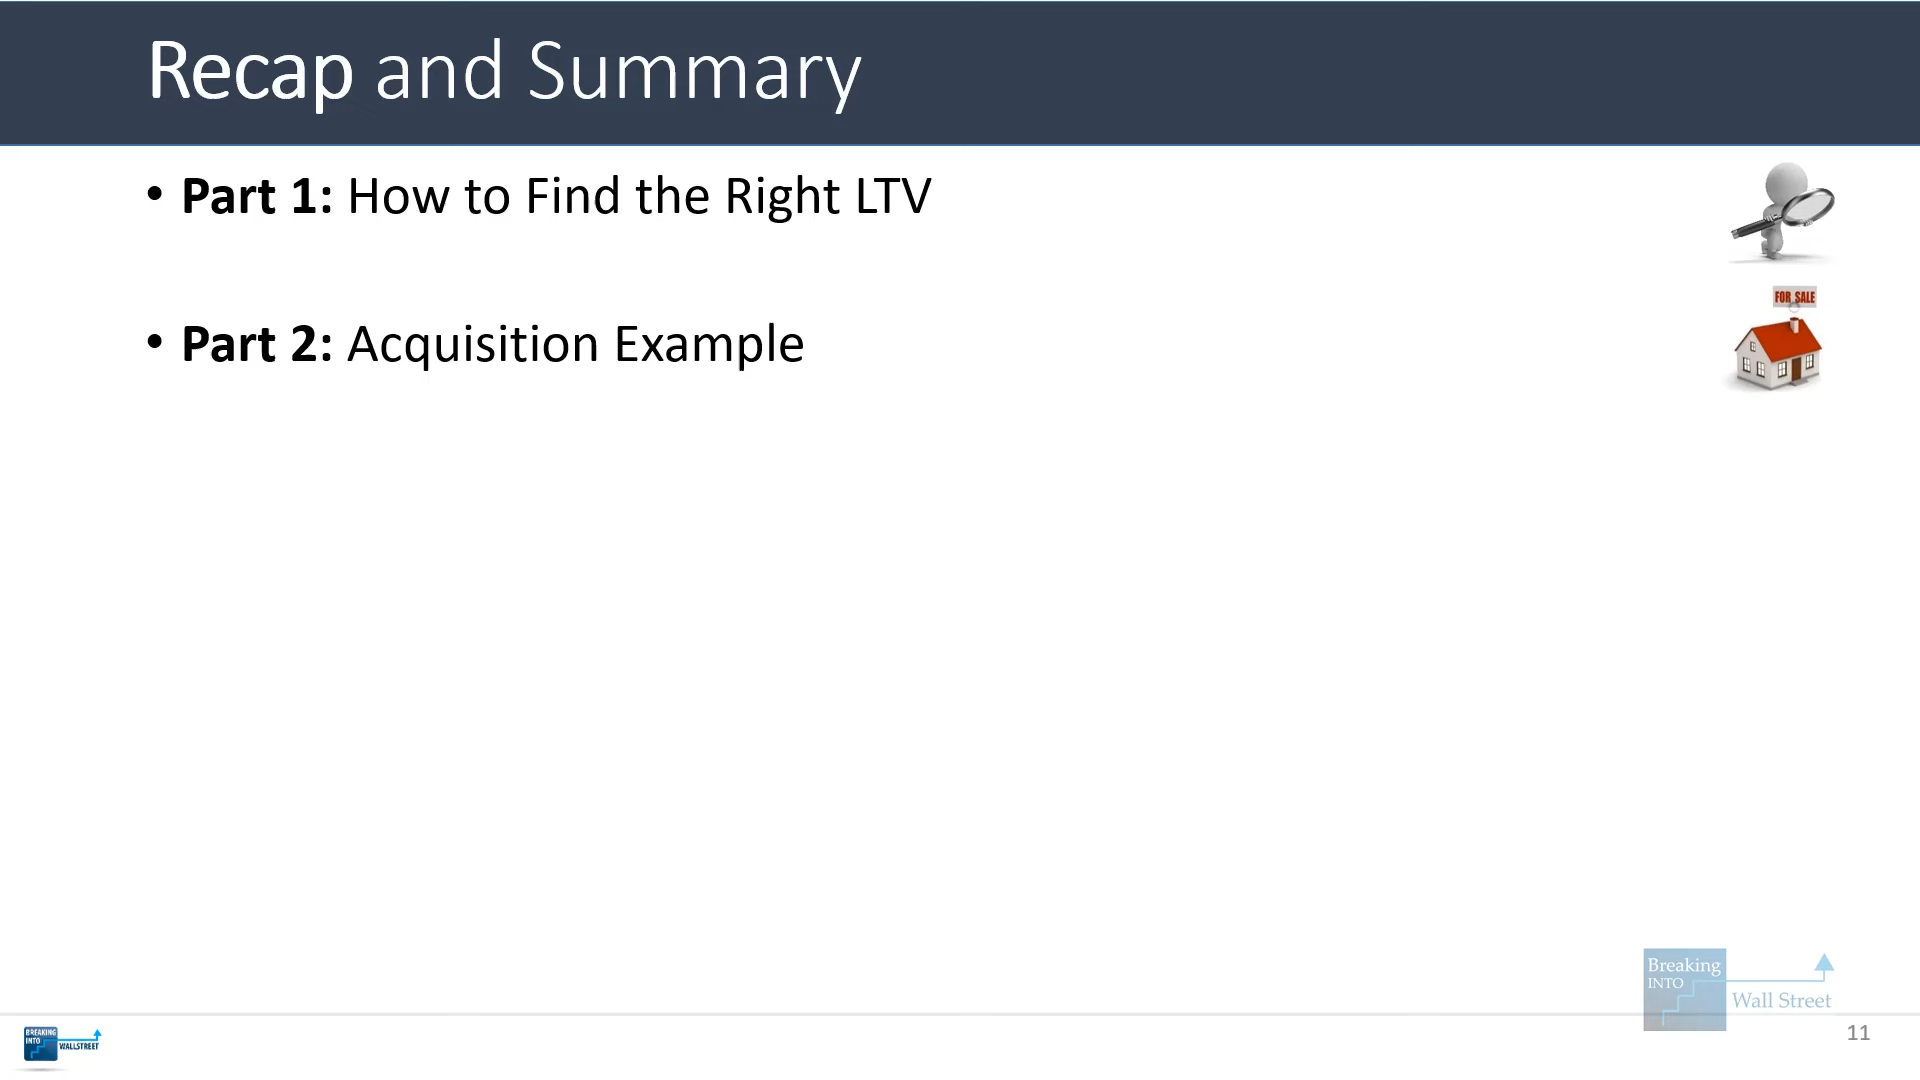 Recap and Summary
• Part 1: How to Find the Right LTV
FOR SALE
• Part 2: Acquisition Example
Breaking
INTO
Wall Street
BREAKING
INTO
WALLSTREET
11